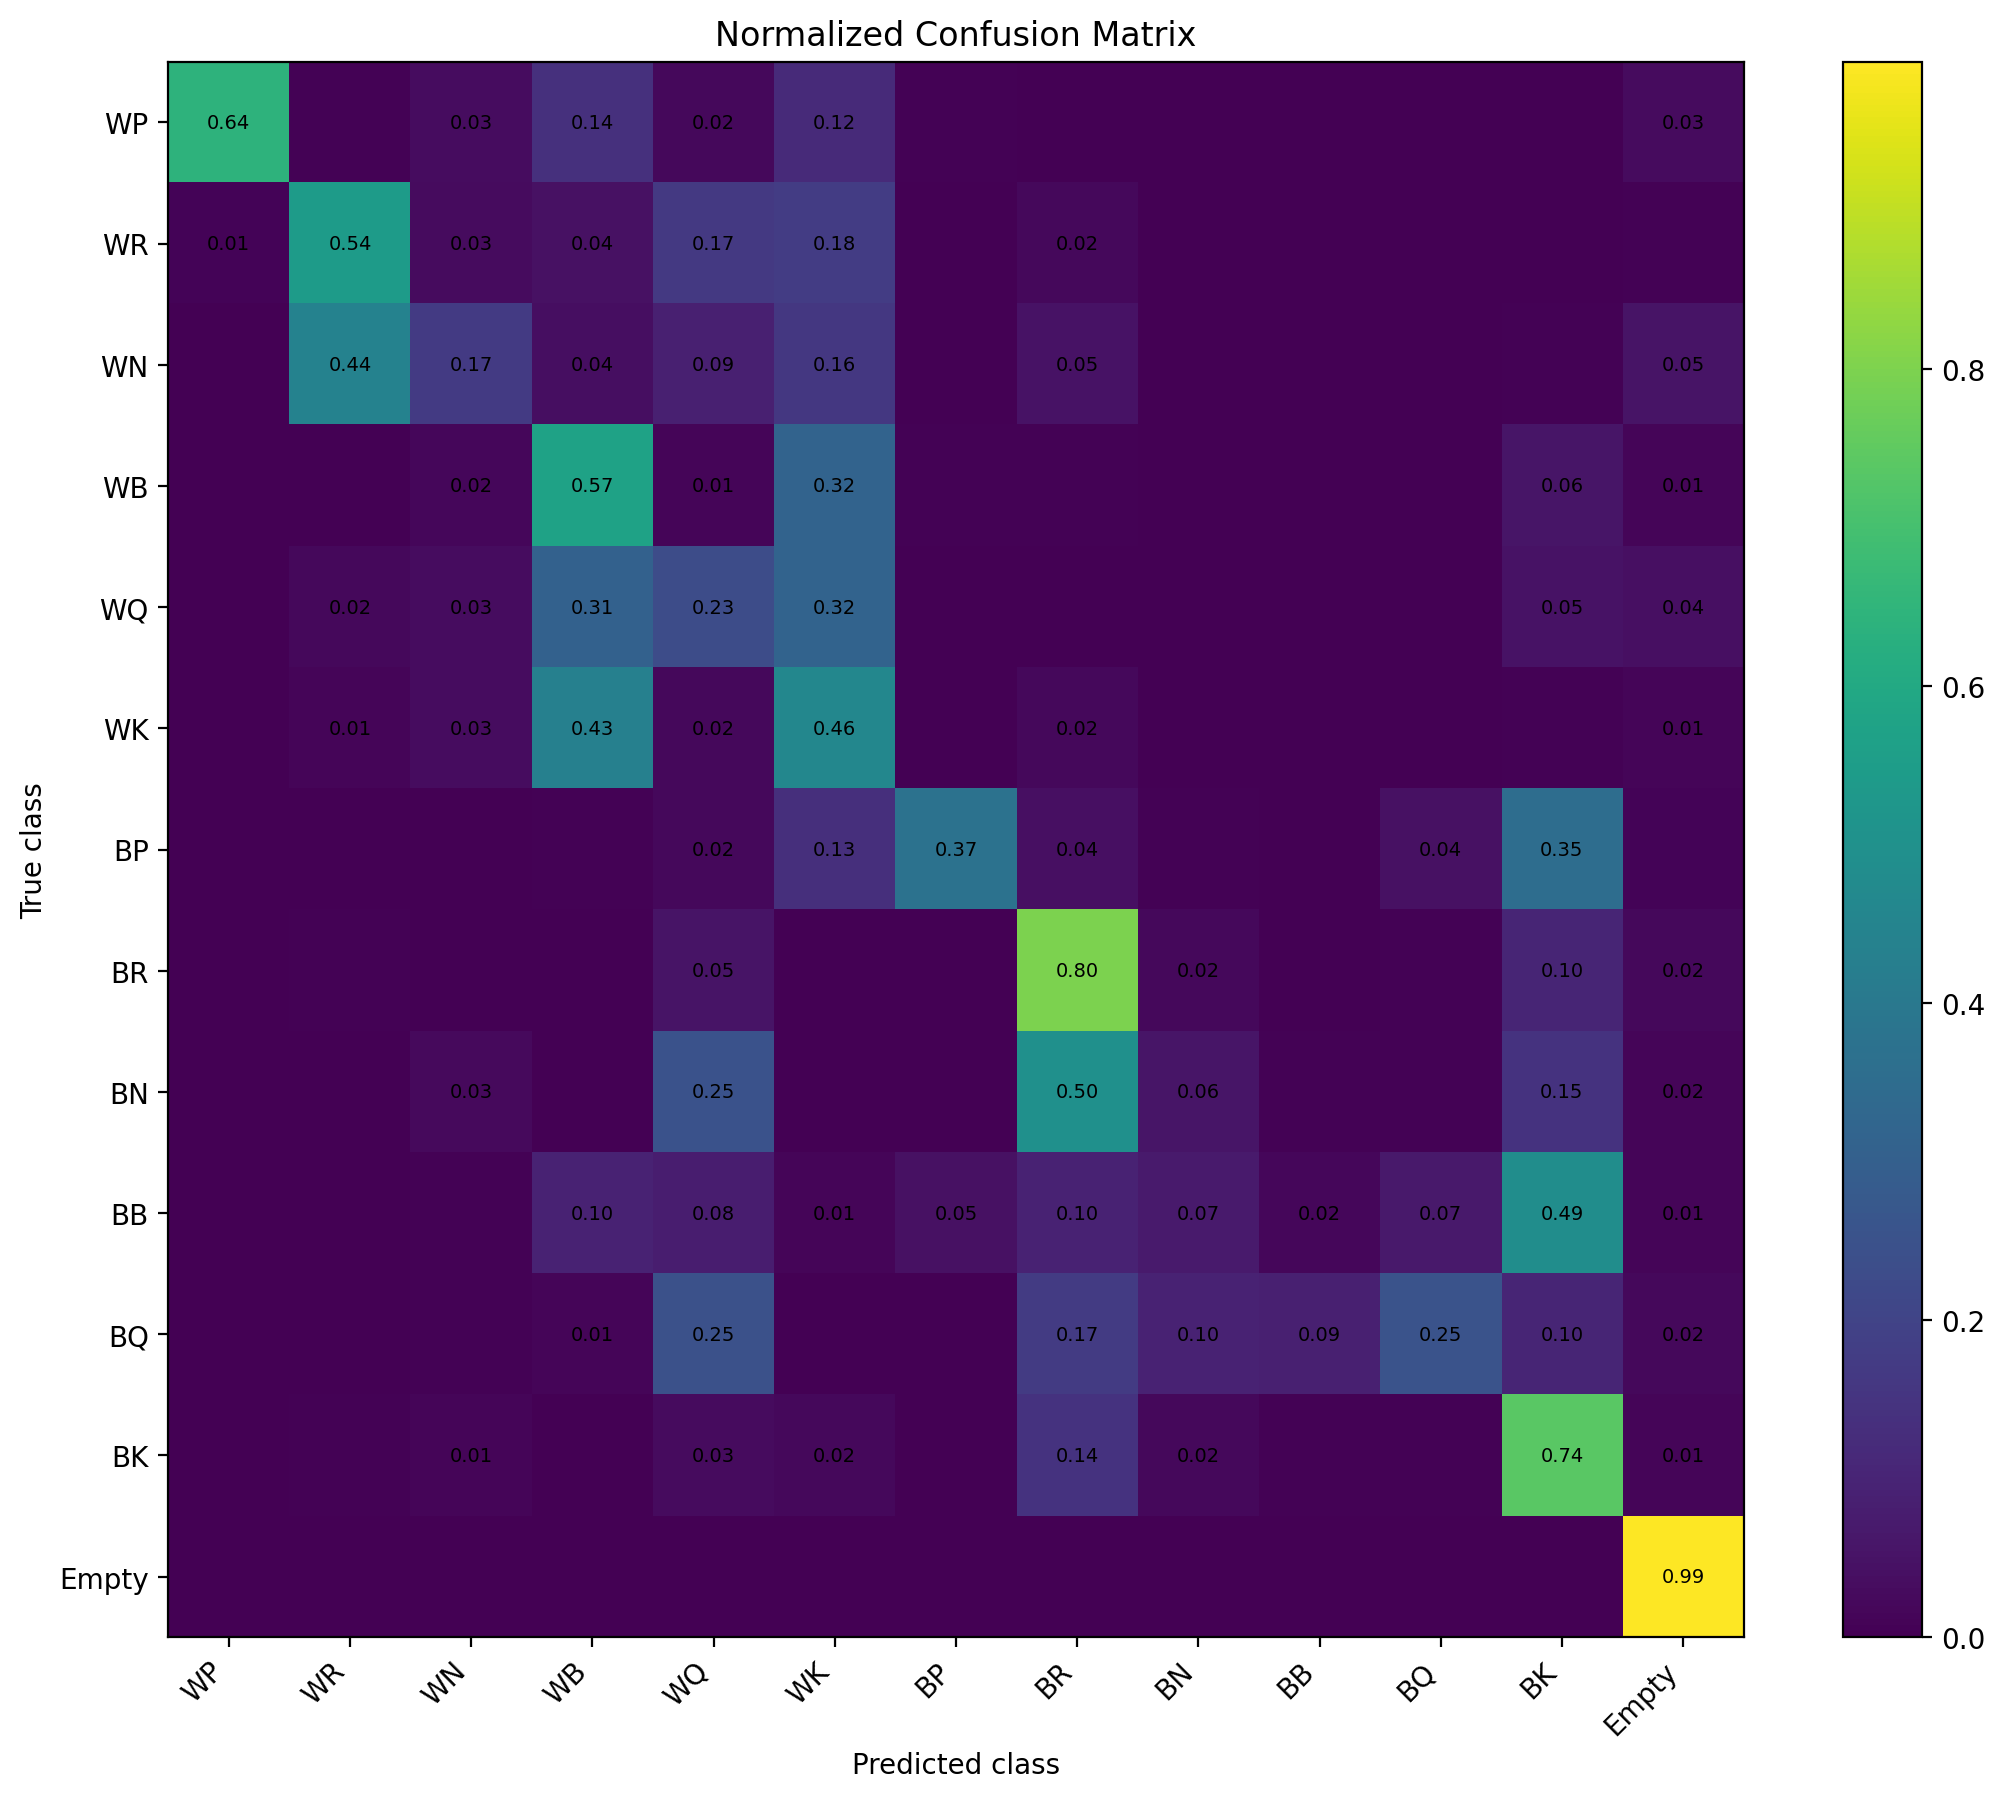 Normalized Confusion Matrix
WP 0.64 0.03 0.14 0.02 0.12 0.03
WR 0.01 0.54 0.03 0.04 0.17 0.18 0.02
WN 0.44 0.17 0.04 0.09 0.16 0.05 0.05
WB 0.02 0.57 0.01 0.32 0.06 0.01
WQ 0.02 0.03 0.31 0.23 0.32 0.05 0.04
WK 0.01 0.03 0.43 0.02 0.46 0.02 0.01
BP 0.02 0.13 0.37 0.04 0.04 0.35
BR 0.05 0.80 0.02 0.10 0.02
BN 0.03 0.25 0.50 0.06 0.15 0.02
BB 0.10 0.08 0.01 0.05 0.10 0.07 0.02 0.07 0.49 0.01
BQ 0.01 0.25 0.17 0.10 0.09 0.25 0.10 0.02
BK 0.01 0.03 0.02 0.14 0.02 0.74 0.01
Empty 0.99
True class
WP WR WN WB WQ WK BP BR BN BB BQ BK Empty
Predicted class
0.8
0.6
0.4
0.2
0.0